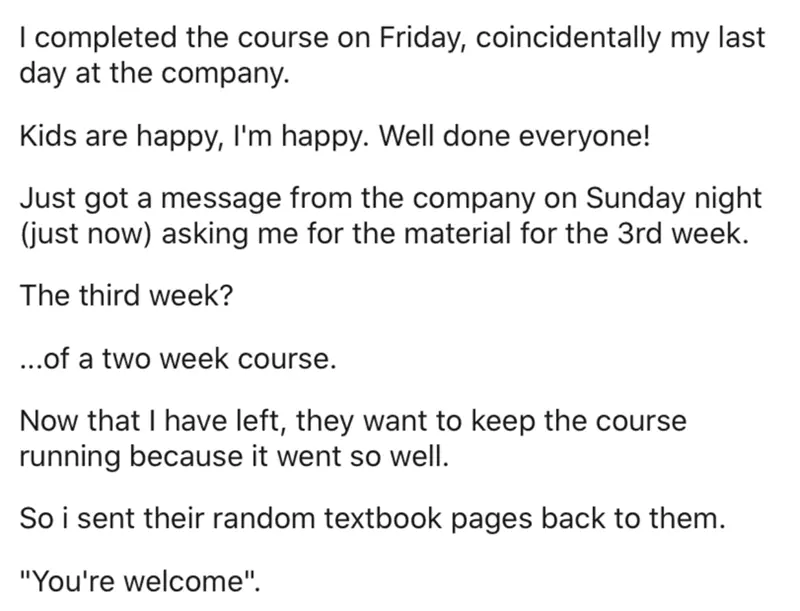 I completed the course on Friday, coincidentally my last
day at the company.
Kids are happy, I'm happy. Well done everyone!
Just got a message from the company on Sunday night
(just now) asking me for the material for the 3rd week.
The third week?
...of a two week course.
Now that I have left, they want to keep the course
running because it went so well.
So i sent their random textbook pages back to them.
"You're welcome".